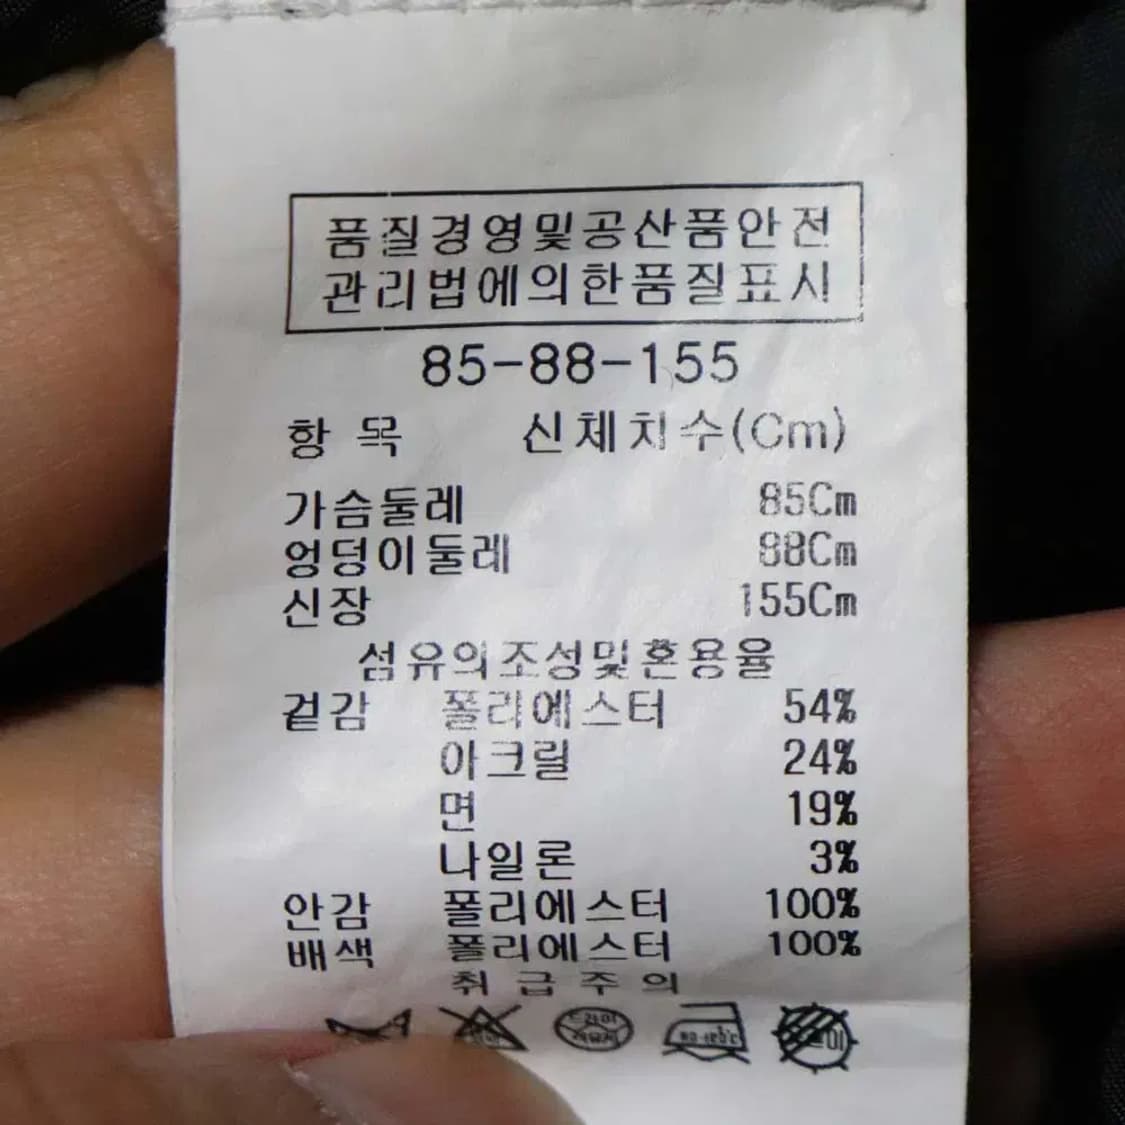 품질경영및공산품안전
관리법에의한품질표시
85-88-155
항 목 신체치수(Cm)
가슴둘레 85Cm
엉덩이둘레 88Cm
신장 155Cm
섬유의조성및혼용율
겉감 폴리에스터 54%
아크릴 24%
면 19%
나일론 3%
안감 폴리에스터 100%
배색 폴리에스터 100%
취급주의
드라이